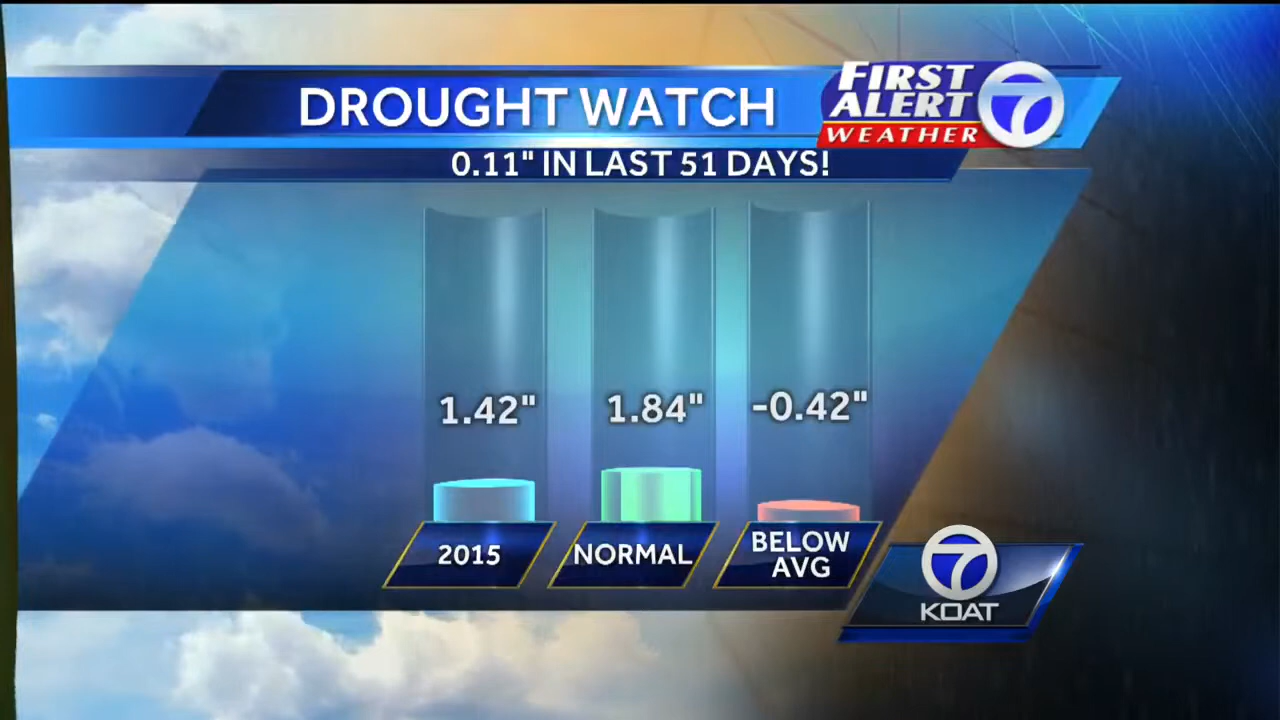 DROUGHT WATCH
FIRST
ALERT
WEATHER
7
0.11" IN LAST 51 DAYS!
1.42"
1.84"
-0.42"
2015
NORMAL
BELOW
AVG
7
KOAT